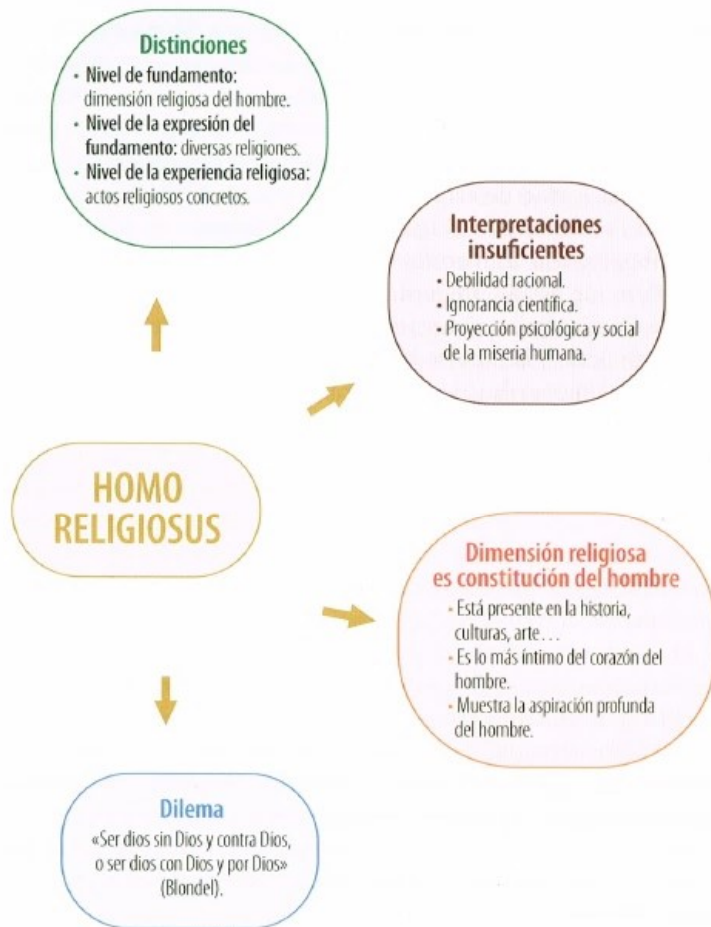 Distinciones
• Nivel de fundamento:
dimensión religiosa del hombre.
• Nivel de la expresión del
fundamento: diversas religiones.
• Nivel de la experiencia religiosa:
actos religiosos concretos.
Interpretaciones
insuficientes
• Debilidad racional.
• Ignorancia científica.
• Proyección psicológica y social
de la miseria humana.
HOMO
RELIGIOSUS
Dimensión religiosa
es constitución del hombre
• Está presente en la historia,
culturas, arte…
• Es lo más íntimo del corazón del
hombre.
• Muestra la aspiración profunda
del hombre.
Dilema
«Ser dios sin Dios y contra Dios,
o ser dios con Dios y por Dios»
(Blondel).